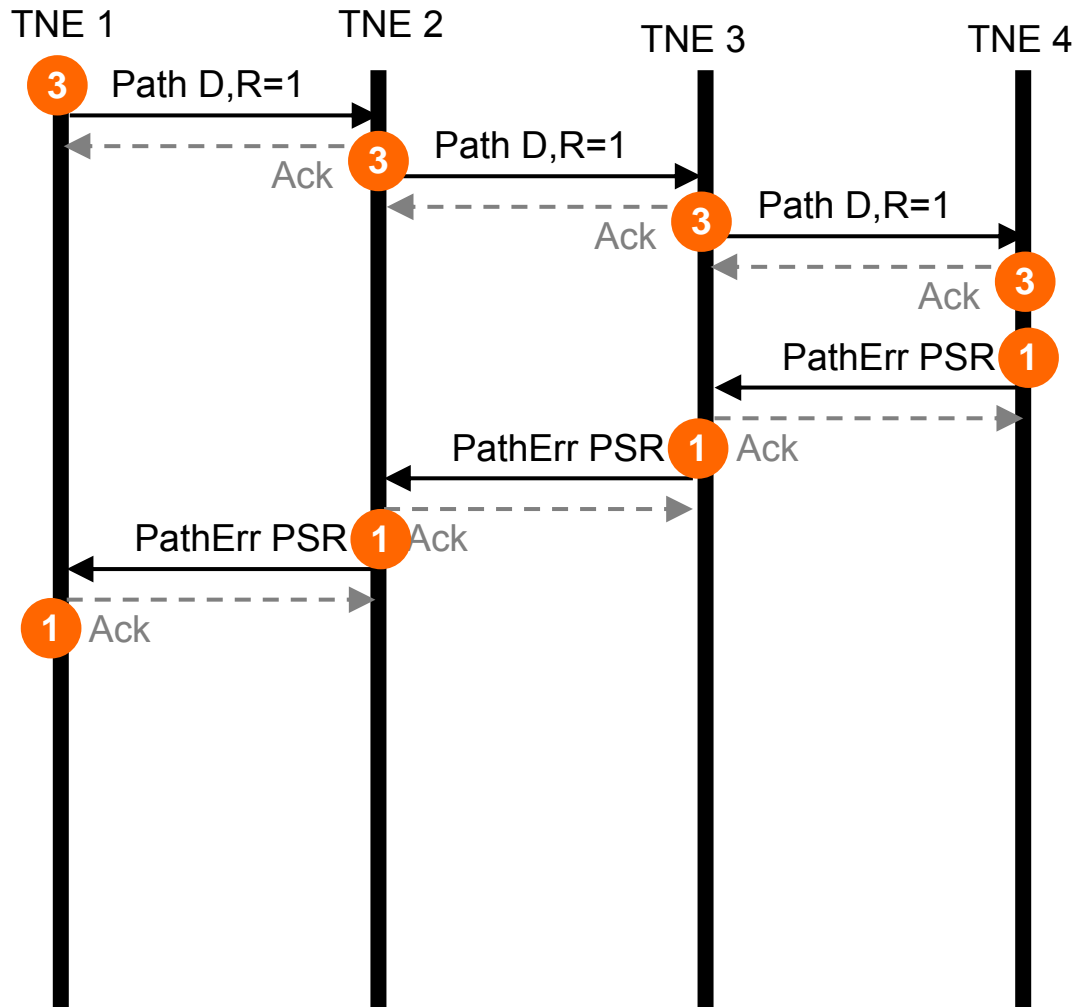 TNE 1
TNE 2
TNE 3
TNE 4
3
Path D,R=1
Ack
3
Path D,R=1
Ack
3
Path D,R=1
Ack
3
PathErr PSR
1
PathErr PSR
1
Ack
PathErr PSR
1
Ack
1
Ack